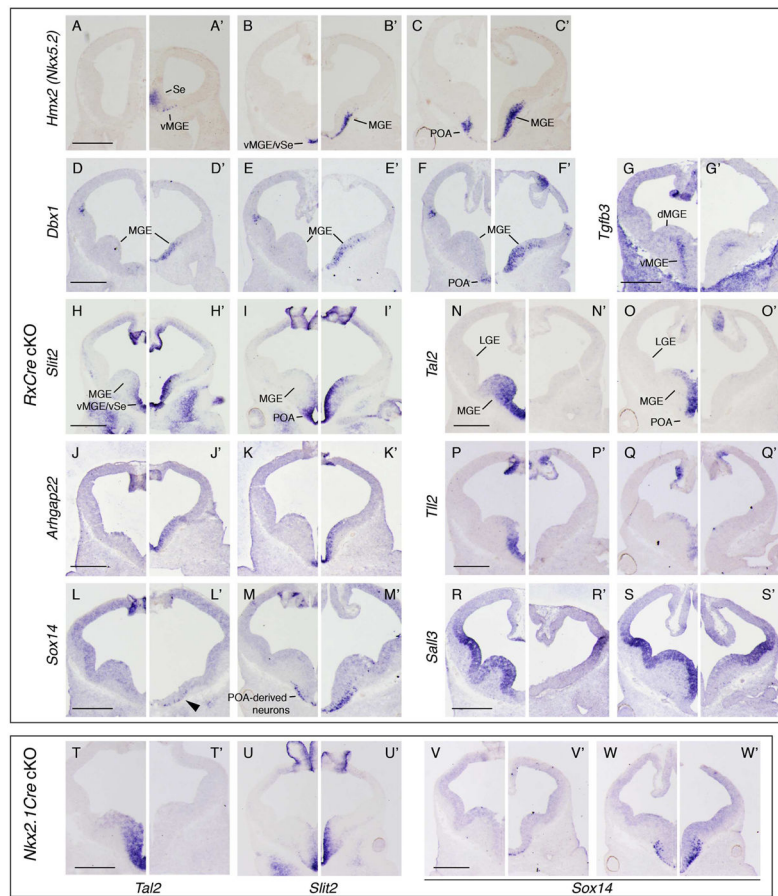 A A' B B' C C'
Hmx2 (Nkx5.2)
Se
vMGE
vMGE/vSe
MGE
POA
MGE
D D' E E' F F' G G'
Dbx1
MGE
MGE
MGE
POA
Tgfb3
dMGE
vMGE
RxCre cKO
H H' I I' N N' O O'
Slit2
MGE
vMGE/vSe
MGE
POA
Tal2
LGE
MGE
LGE
MGE
POA
J J' K K' P P' Q Q'
Arhgap22
Tll2
L L' M M' R R' S S'
Sox14
POA-derived
neurons
Sall3
Nkx2.1Cre cKO
T T' U U' V V' W W'
Tal2 Slit2 Sox14